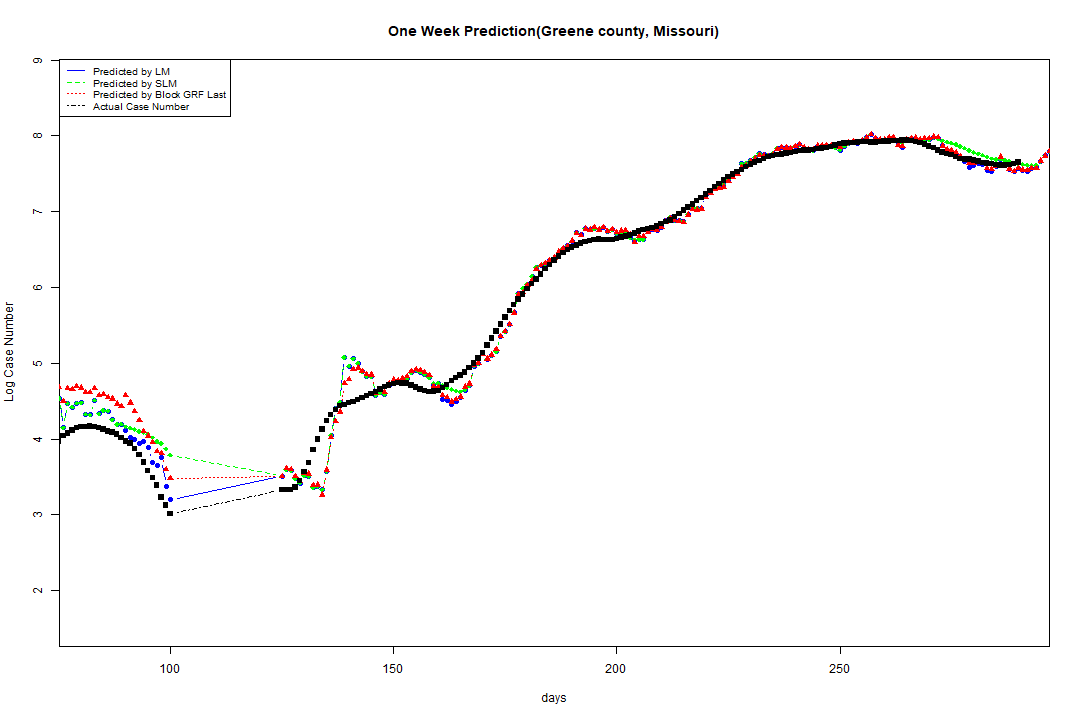 One Week Prediction(Greene county, Missouri)
Predicted by LM
Predicted by SLM
Predicted by Block GRF Last
Actual Case Number
Log Case Number
9
8
7
6
5
4
3
2
100 150 200 250
days